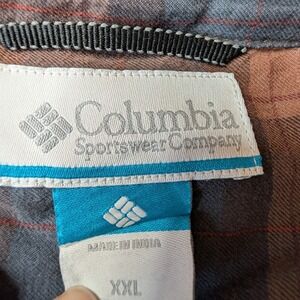 Columbia
Sportswear Company
MADE IN INDIA
XXL